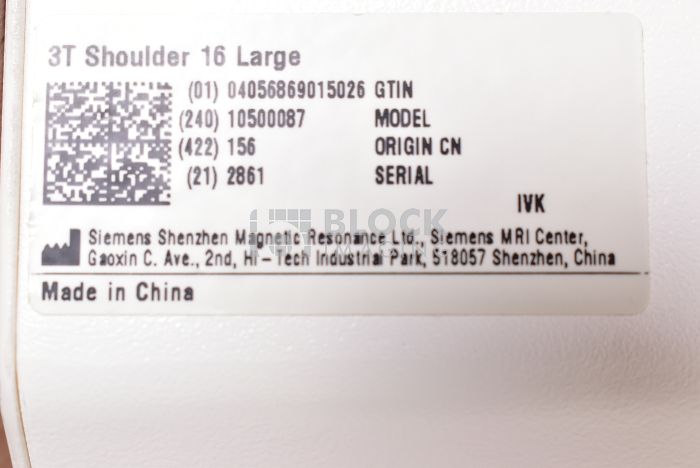 3T Shoulder 16 Large
(01) 04056869015026 GTIN
(240) 10500087 MODEL
(422) 156 ORIGIN CN
(21) 2861 SERIAL
IVK
BLOCK
IMAGING
Siemens Shenzhen Magnetic Resonance Ltd., Siemens MRI Center,
Gaoxin C. Ave., 2nd, Hi-Tech Industrial Park, 518057 Shenzhen, China
Made in China